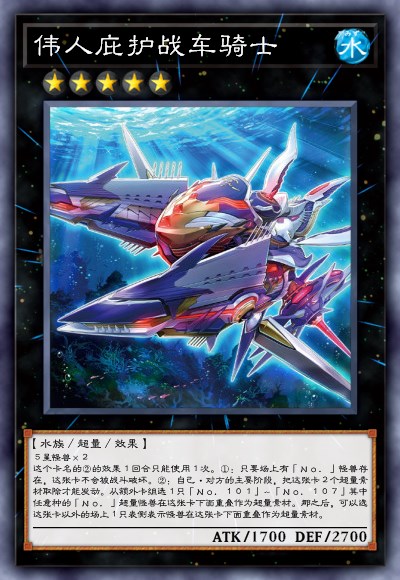 伟人庇护战车骑士
水
【水族／超量／效果】
５星怪兽×２
这个卡名的②的效果１回合只能使用１次。①：只要场上有「Ｎｏ．」怪兽存
在，这张卡不会被战斗破坏。②：自己·对方的主要阶段，把这张卡２个超量素
材取除才能发动。从额外卡组选１只「Ｎｏ．１０１」～「Ｎｏ．１０７」其中
任意种的「Ｎｏ．」超量怪兽在这张卡下面重叠作为超量素材。那之后，可以选
这张卡以外的场上１只表侧表示怪兽在这张卡下面重叠作为超量素材。
ATK/1700 DEF/2700